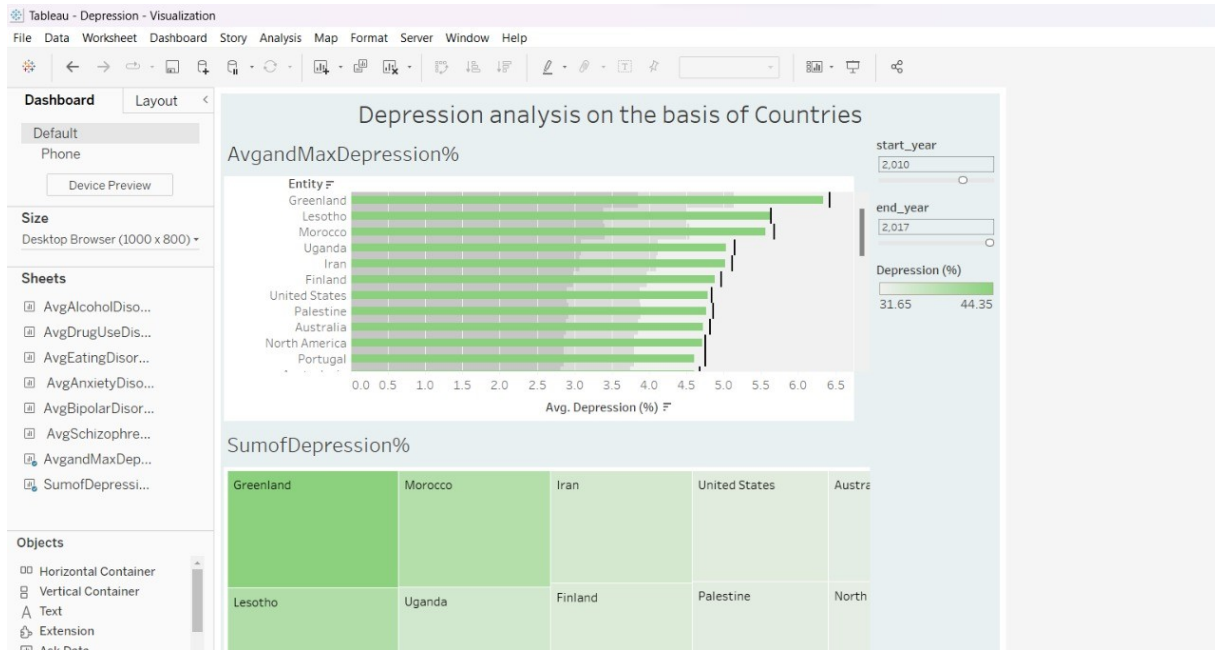 Tableau - Depression - Visualization
File Data Worksheet Dashboard Story Analysis Map Format Server Window Help
Dashboard Layout
Default
Phone
Device Preview
Size
Desktop Browser (1000 x 800)
Sheets
AvgAlcoholDiso...
AvgDrugUseDis...
AvgEatingDisor...
AvgAnxietyDiso...
AvgBipolarDisor...
AvgSchizophre...
AvgandMaxDep...
SumofDepressi...
Objects
Horizontal Container
Vertical Container
A Text
Extension
Depression analysis on the basis of Countries
AvgandMaxDepression%
Entity
Greenland
Lesotho
Morocco
Uganda
Iran
Finland
United States
Palestine
Australia
North America
Portugal
0.0 0.5 1.0 1.5 2.0 2.5 3.0 3.5 4.0 4.5 5.0 5.5 6.0 6.5
Avg. Depression (%)
start_year
2,010
end_year
2,017
Depression (%)
31.65 44.35
SumofDepression%
Greenland Morocco Iran United States Austra
Lesotho Uganda Finland Palestine North